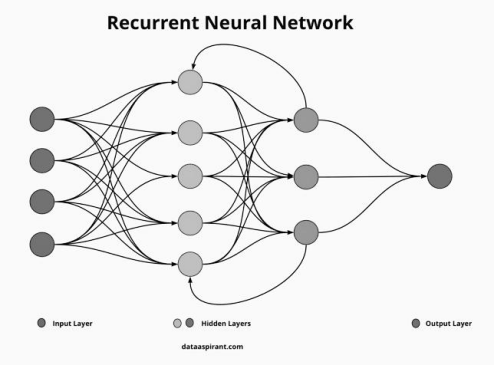 Recurrent Neural Network
Input Layer
Hidden Layers
Output Layer
dataaspirant.com